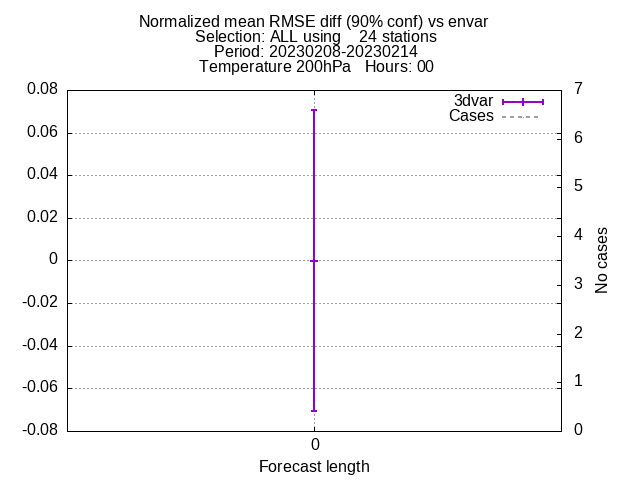 Normalized mean RMSE diff (90% conf) vs envar
Selection: ALL using    24 stations
Period: 20230208-20230214
Temperature 200hPa   Hours: 00
0.08
0.06
0.04
0.02
0
-0.02
-0.04
-0.06
-0.08
3dvar
Cases
7
6
5
4
3
2
1
0
No cases
0
Forecast length